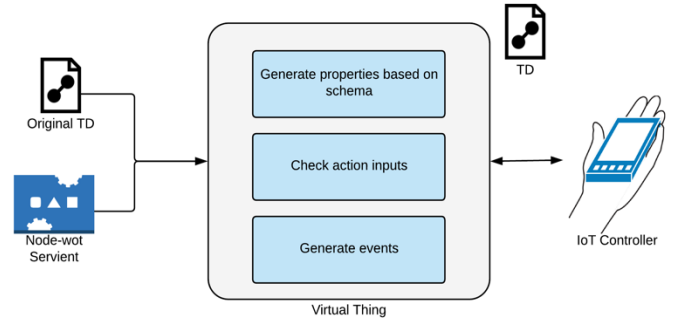 Original TD
Node-wot
Servient
Generate properties based on
schema
Check action inputs
Generate events
Virtual Thing
TD
IoT Controller